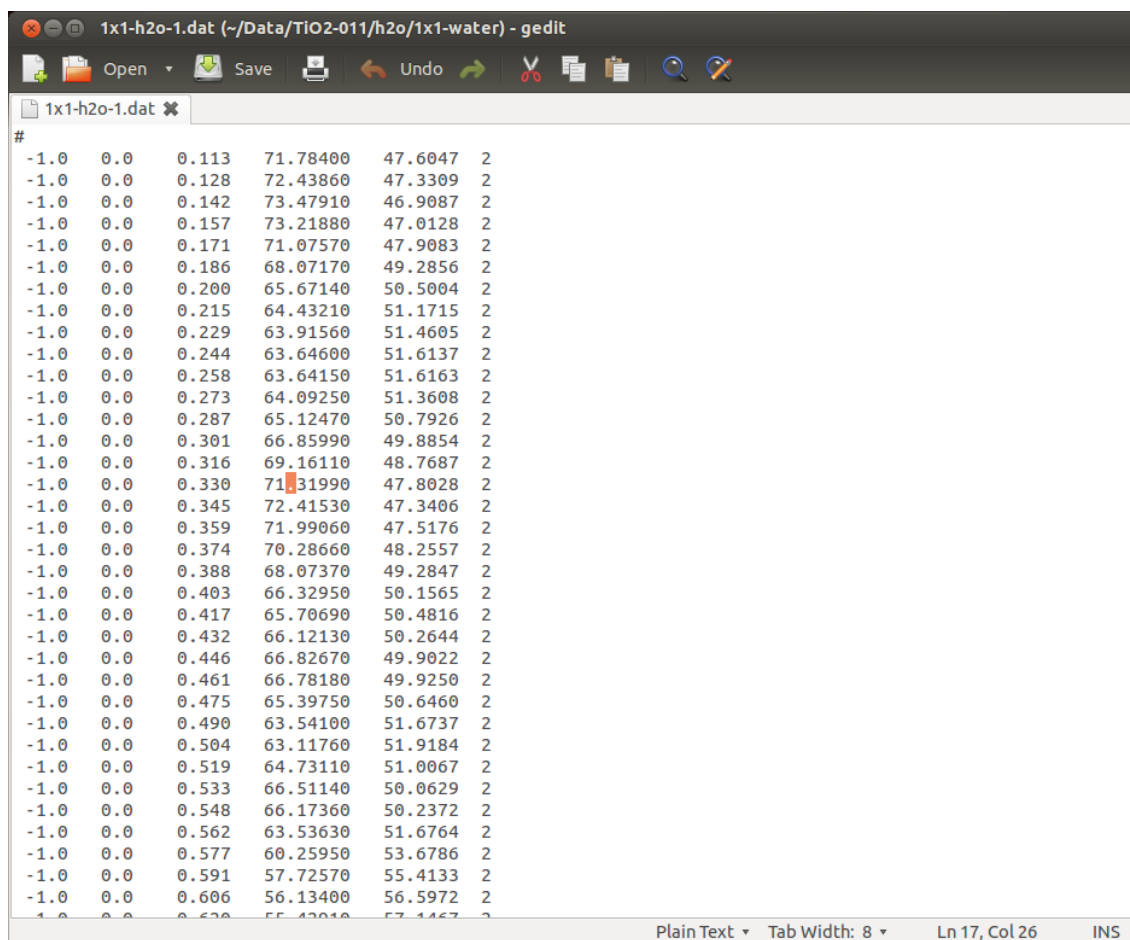 1x1-h2o-1.dat (~/Data/TiO2-011/h2o/1x1-water) - gedit
Open Save Undo
1x1-h2o-1.dat
#
-1.0 0.0 0.113 71.78400 47.6047 2
-1.0 0.0 0.128 72.43860 47.3309 2
-1.0 0.0 0.142 73.47910 46.9087 2
-1.0 0.0 0.157 73.21880 47.0128 2
-1.0 0.0 0.171 71.07570 47.9083 2
-1.0 0.0 0.186 68.07170 49.2856 2
-1.0 0.0 0.200 65.67140 50.5004 2
-1.0 0.0 0.215 64.43210 51.1715 2
-1.0 0.0 0.229 63.91560 51.4605 2
-1.0 0.0 0.244 63.64600 51.6137 2
-1.0 0.0 0.258 63.64150 51.6163 2
-1.0 0.0 0.273 64.09250 51.3608 2
-1.0 0.0 0.287 65.12470 50.7926 2
-1.0 0.0 0.301 66.85990 49.8854 2
-1.0 0.0 0.316 69.16110 48.7687 2
-1.0 0.0 0.330 71.31990 47.8028 2
-1.0 0.0 0.345 72.41530 47.3406 2
-1.0 0.0 0.359 71.99060 47.5176 2
-1.0 0.0 0.374 70.28660 48.2557 2
-1.0 0.0 0.388 68.07370 49.2847 2
-1.0 0.0 0.403 66.32950 50.1565 2
-1.0 0.0 0.417 65.70690 50.4816 2
-1.0 0.0 0.432 66.12130 50.2644 2
-1.0 0.0 0.446 66.82670 49.9022 2
-1.0 0.0 0.461 66.78180 49.9250 2
-1.0 0.0 0.475 65.39750 50.6460 2
-1.0 0.0 0.490 63.54100 51.6737 2
-1.0 0.0 0.504 63.11760 51.9184 2
-1.0 0.0 0.519 64.73110 51.0067 2
-1.0 0.0 0.533 66.51140 50.0629 2
-1.0 0.0 0.548 66.17360 50.2372 2
-1.0 0.0 0.562 63.53630 51.6764 2
-1.0 0.0 0.577 60.25950 53.6786 2
-1.0 0.0 0.591 57.72570 55.4133 2
-1.0 0.0 0.606 56.13400 56.5972 2
Plain Text Tab Width: 8 Ln 17, Col 26 INS